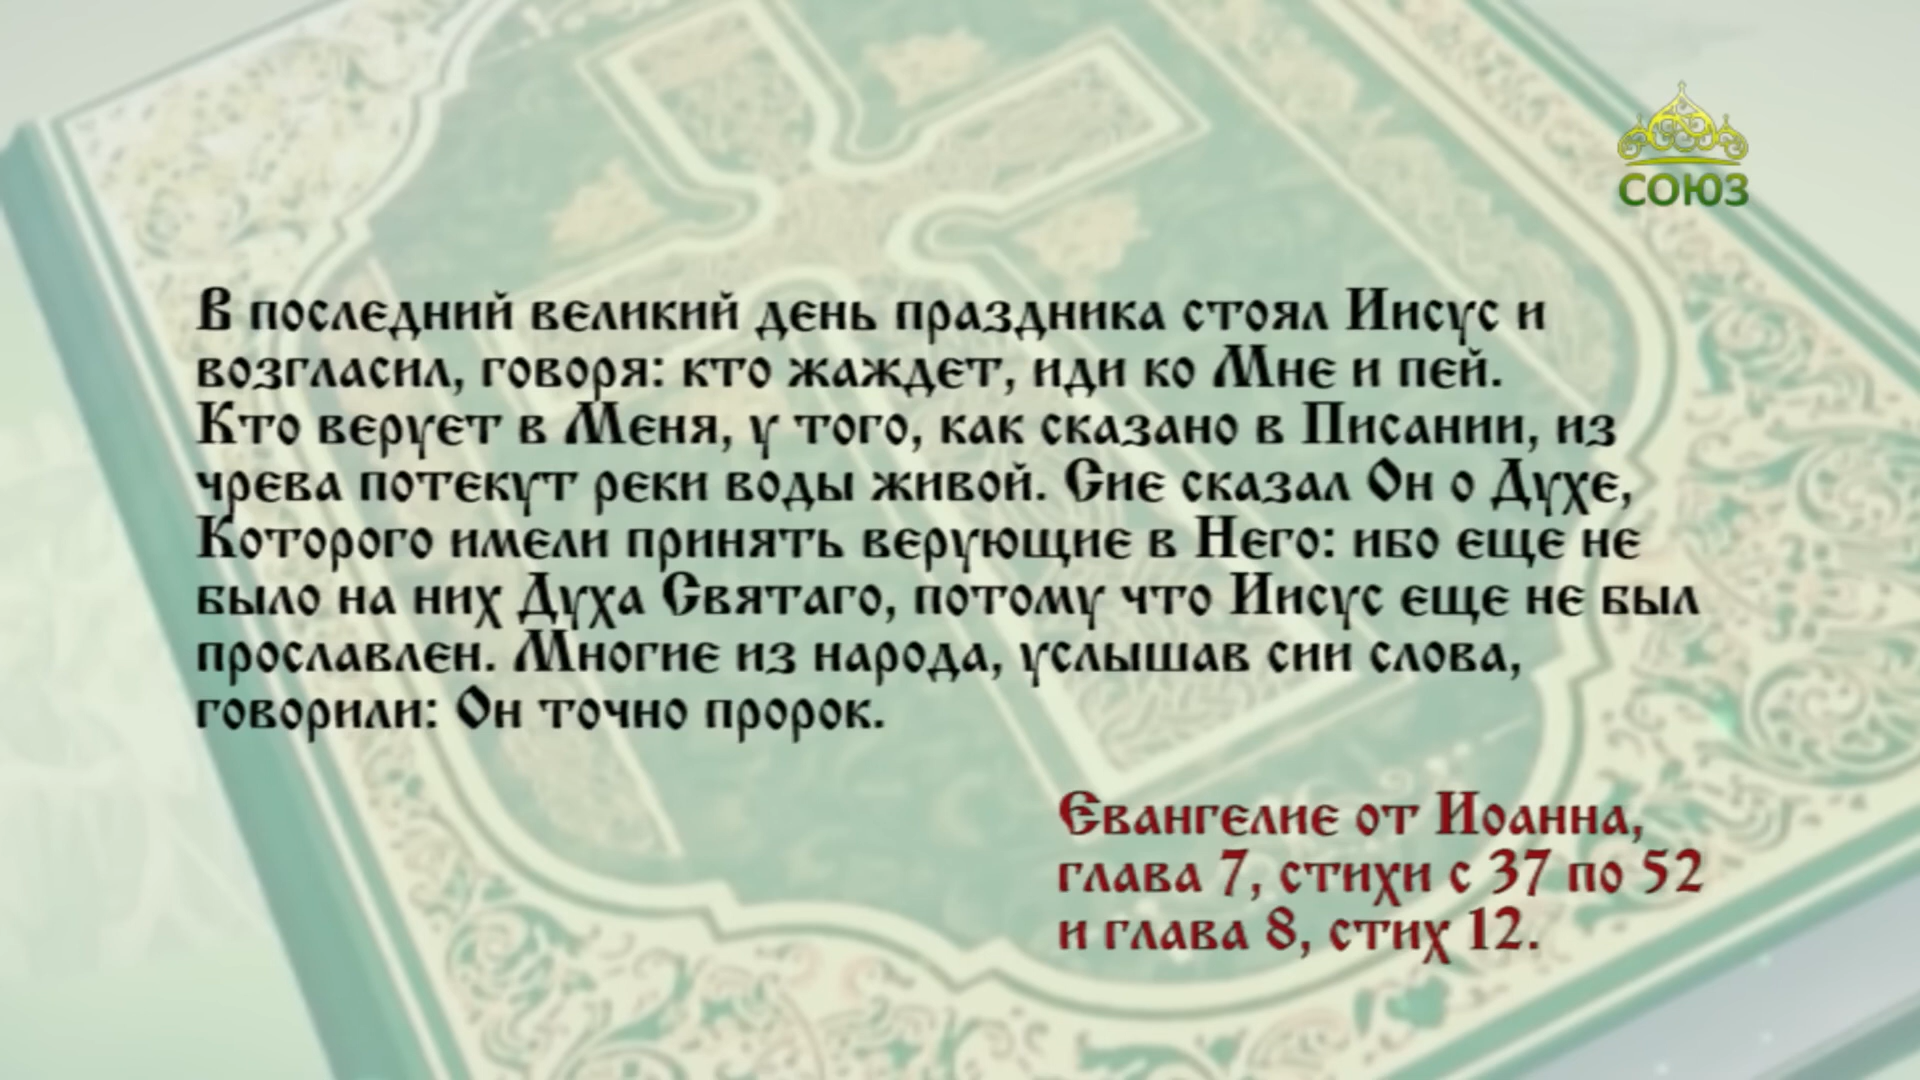 СОЮЗ
В последний великий день праздника стоял Иисус и
возгласил, говоря: кто жаждет, иди ко Мне и пей.
Кто верует в Меня, у того, как сказано в Писании, из
чрева потекут реки воды живой. Сие сказал Он о Духе,
Которого имели принять верующие в Него: ибо еще не
было на них Духа Святаго, потому что Иисус еще не был
прославлен. Многие из народа, услышав сии слова,
говорили: Он точно пророк.
Евангелие от Иоанна,
глава 7, стихи с 37 по 52
и глава 8, стих 12.